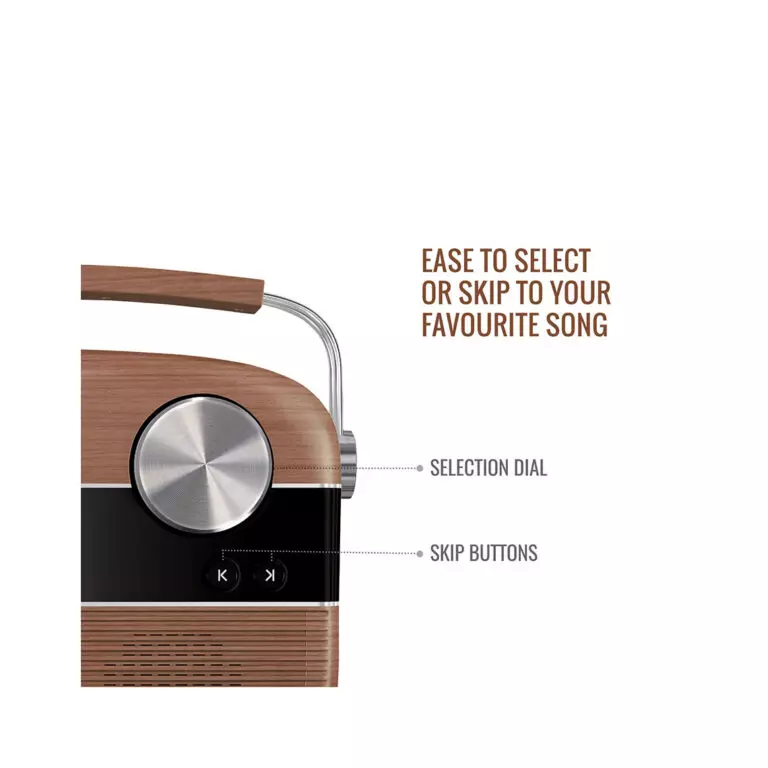 EASE TO SELECT
OR SKIP TO YOUR
FAVOURITE SONG
SELECTION DIAL
SKIP BUTTONS